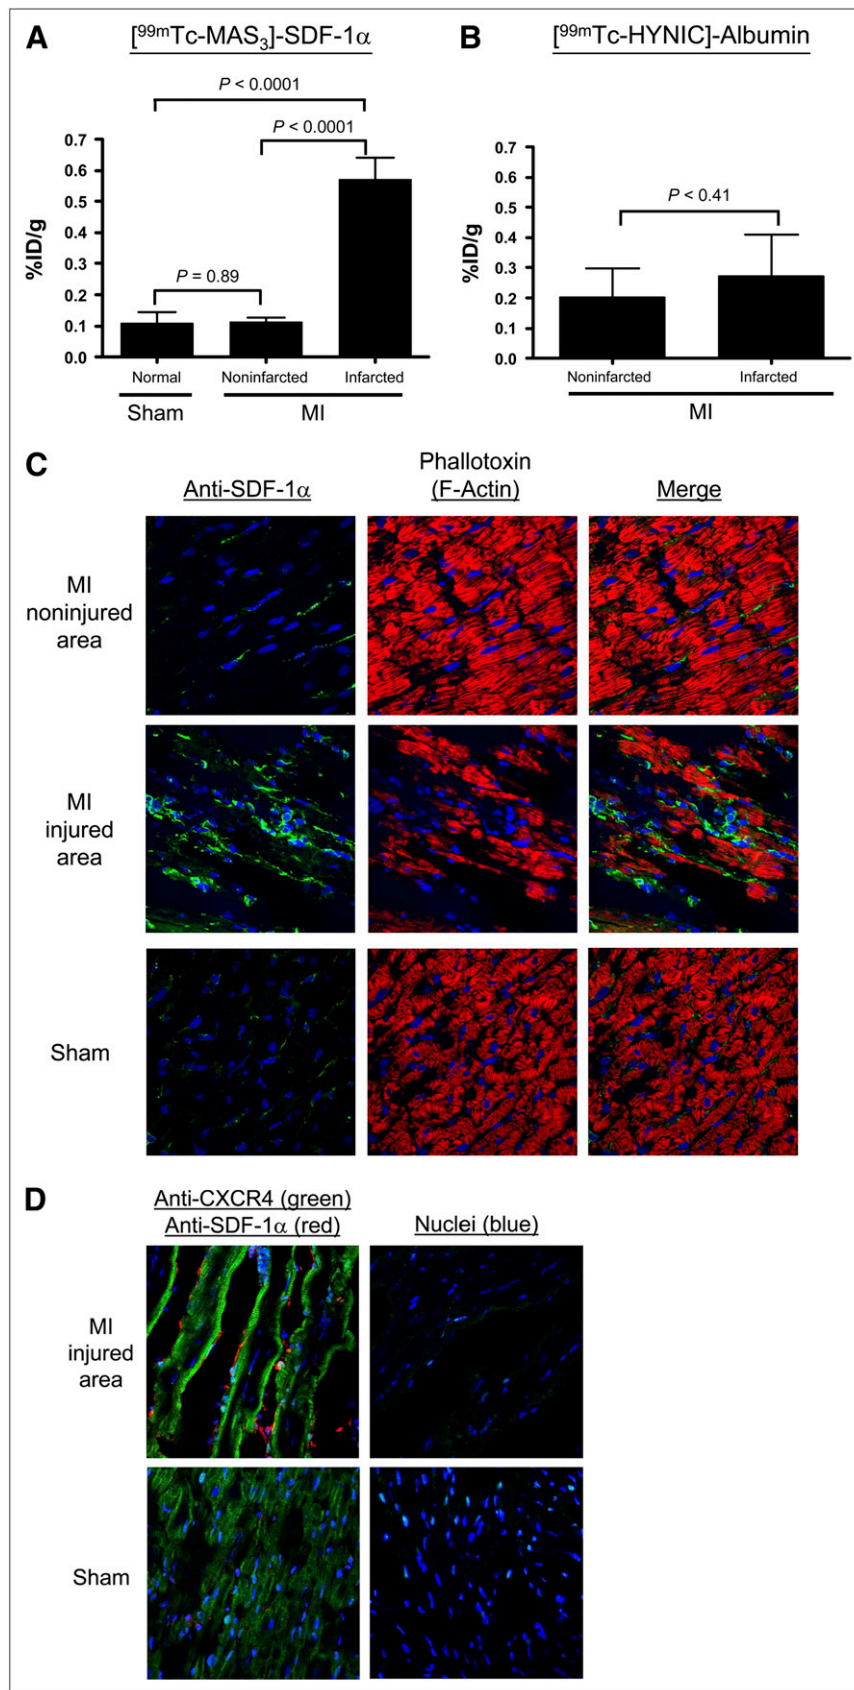 A
[⁹⁹ᵐTc-MAS₃]-SDF-1α
P < 0.0001
P < 0.0001
P = 0.89
%ID/g
0.7
0.6
0.5
0.4
0.3
0.2
0.1
0.0
Normal
Noninfarcted
Infarcted
Sham
MI
B
[⁹⁹ᵐTc-HYNIC]-Albumin
P < 0.41
%ID/g
0.7
0.6
0.5
0.4
0.3
0.2
0.1
0.0
Noninfarcted
Infarcted
MI
C
Anti-SDF-1α
Phallotoxin
(F-Actin)
Merge
MI
noninjured
area
MI
injured
area
Sham
D
Anti-CXCR4 (green)
Anti-SDF-1α (red)
Nuclei (blue)
MI
injured
area
Sham